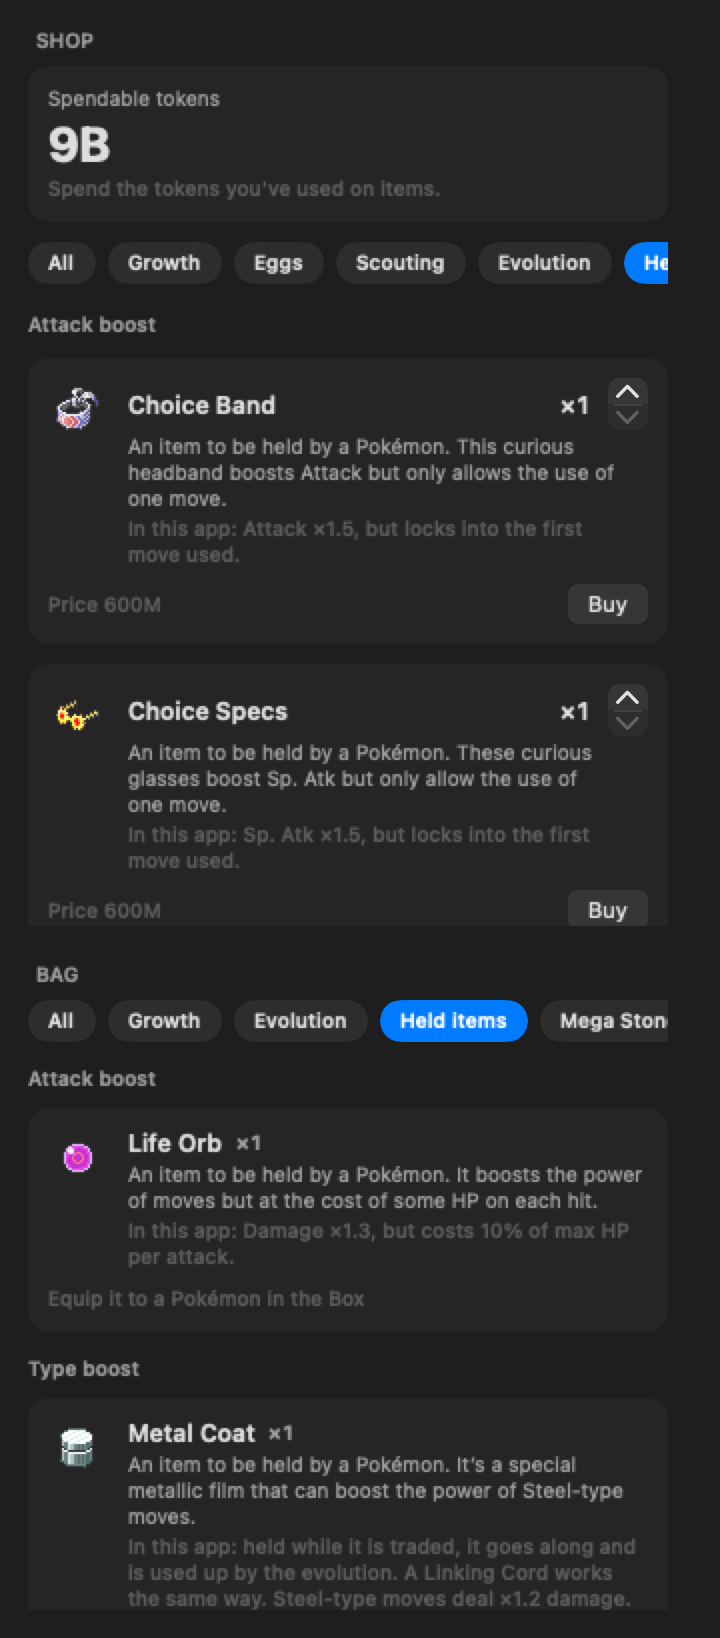 SHOP
Spendable tokens
9B
Spend the tokens you've used on items.
All Growth Eggs Scouting Evolution He
Attack boost
Choice Band ×1
An item to be held by a Pokémon. This curious
headband boosts Attack but only allows the use of
one move.
In this app: Attack ×1.5, but locks into the first
move used.
Price 600M Buy
Choice Specs ×1
An item to be held by a Pokémon. These curious
glasses boost Sp. Atk but only allow the use of
one move.
In this app: Sp. Atk ×1.5, but locks into the first
move used.
Price 600M Buy
BAG
All Growth Evolution Held items Mega Ston
Attack boost
Life Orb ×1
An item to be held by a Pokémon. It boosts the power
of moves but at the cost of some HP on each hit.
In this app: Damage ×1.3, but costs 10% of max HP
per attack.
Equip it to a Pokémon in the Box
Type boost
Metal Coat ×1
An item to be held by a Pokémon. It’s a special
metallic film that can boost the power of Steel-type
moves.
In this app: held while it is traded, it goes along and
is used up by the evolution. A Linking Cord works
the same way. Steel-type moves deal ×1.2 damage.